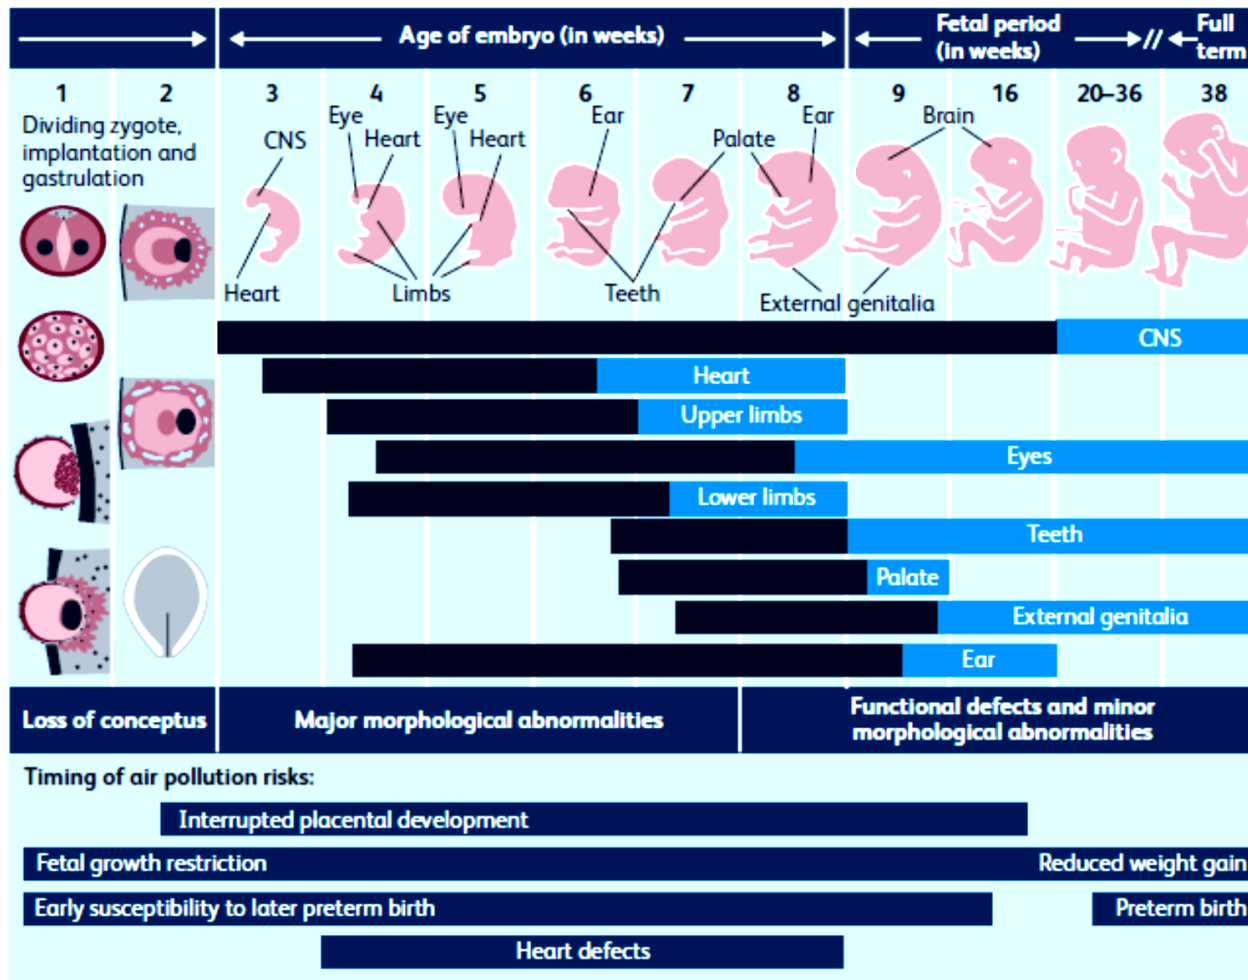 Age of embryo (in weeks)
Fetal period
(in weeks)
Full
term
1
2
3
4
5
6
7
8
9
16
20–36
38
Dividing zygote,
implantation and
gastrulation
CNS
Heart
Eye
Heart
Eye
Heart
Limbs
Ear
Teeth
Palate
Ear
External genitalia
Brain
CNS
Heart
Upper limbs
Eyes
Lower limbs
Teeth
Palate
External genitalia
Ear
Loss of conceptus
Major morphological abnormalities
Functional defects and minor
morphological abnormalities
Timing of air pollution risks:
Interrupted placental development
Fetal growth restriction
Reduced weight gain
Early susceptibility to later preterm birth
Preterm birth
Heart defects